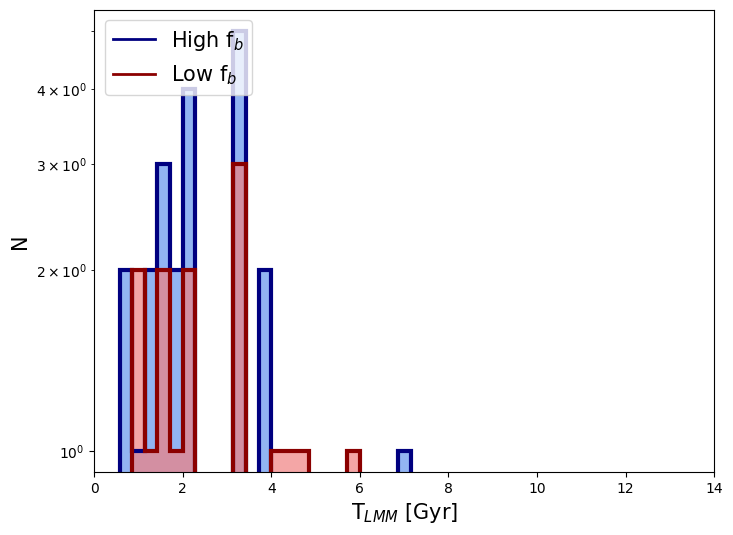 High f_b
Low f_b
4 × 10^0
3 × 10^0
2 × 10^0
10^0
N
0 2 4 6 8 10 12 14
T_LMM [Gyr]